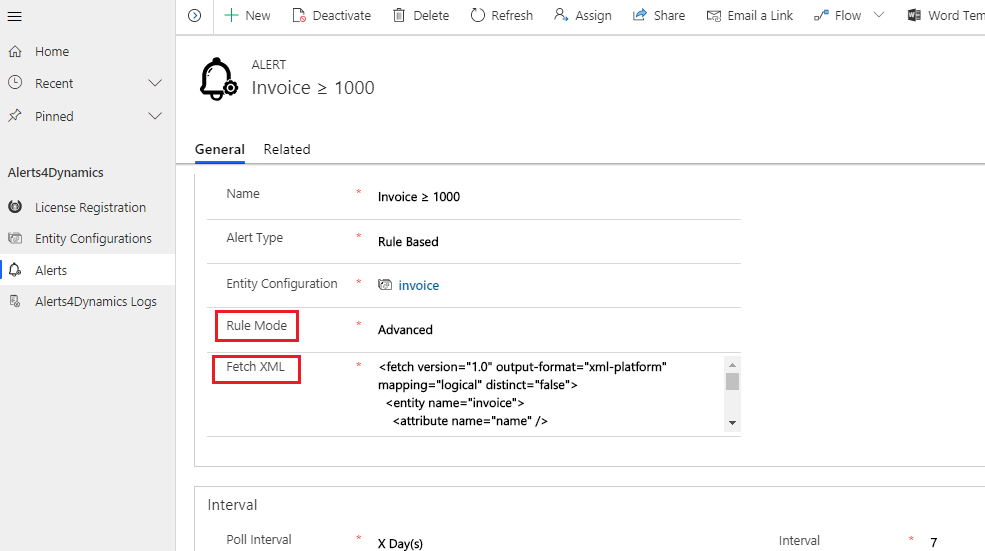 New Deactivate Delete Refresh Assign Share Email a Link Flow Word Tem
Home
Recent
Pinned
Alerts4Dynamics
License Registration
Entity Configurations
Alerts
Alerts4Dynamics Logs
ALERT
Invoice ≥ 1000
General Related
Name * Invoice ≥ 1000
Alert Type * Rule Based
Entity Configuration * invoice
Rule Mode * Advanced
Fetch XML * <fetch version="1.0" output-format="xml-platform"
mapping="logical" distinct="false">
<entity name="invoice">
<attribute name="name" />
Interval
Poll Interval * X Day(s) Interval * 7